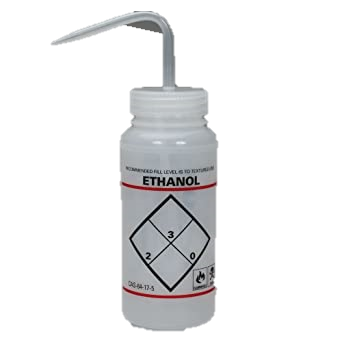 RECOMMENDED FILL LEVEL IS TO TEXTURED LINE
ETHANOL
3
2 0
CAS-64-17-5